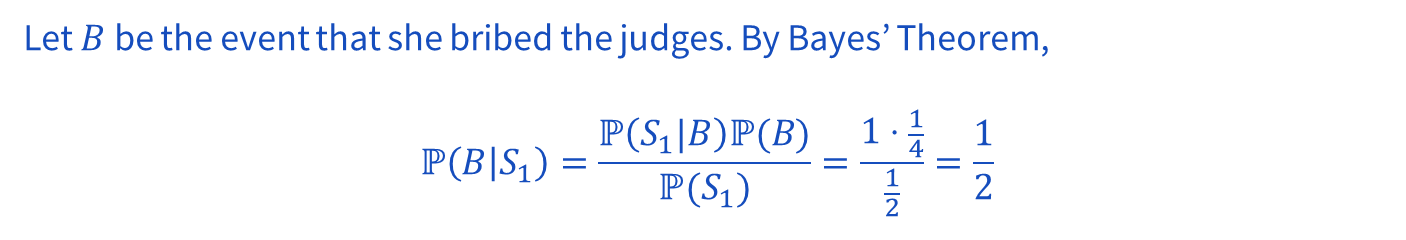 Let B be the event that she bribed the judges. By Bayes’ Theorem,
ℙ(B|S₁) = ℙ(S₁|B)ℙ(B) / ℙ(S₁) = 1 · 1/4 / 1/2 = 1/2